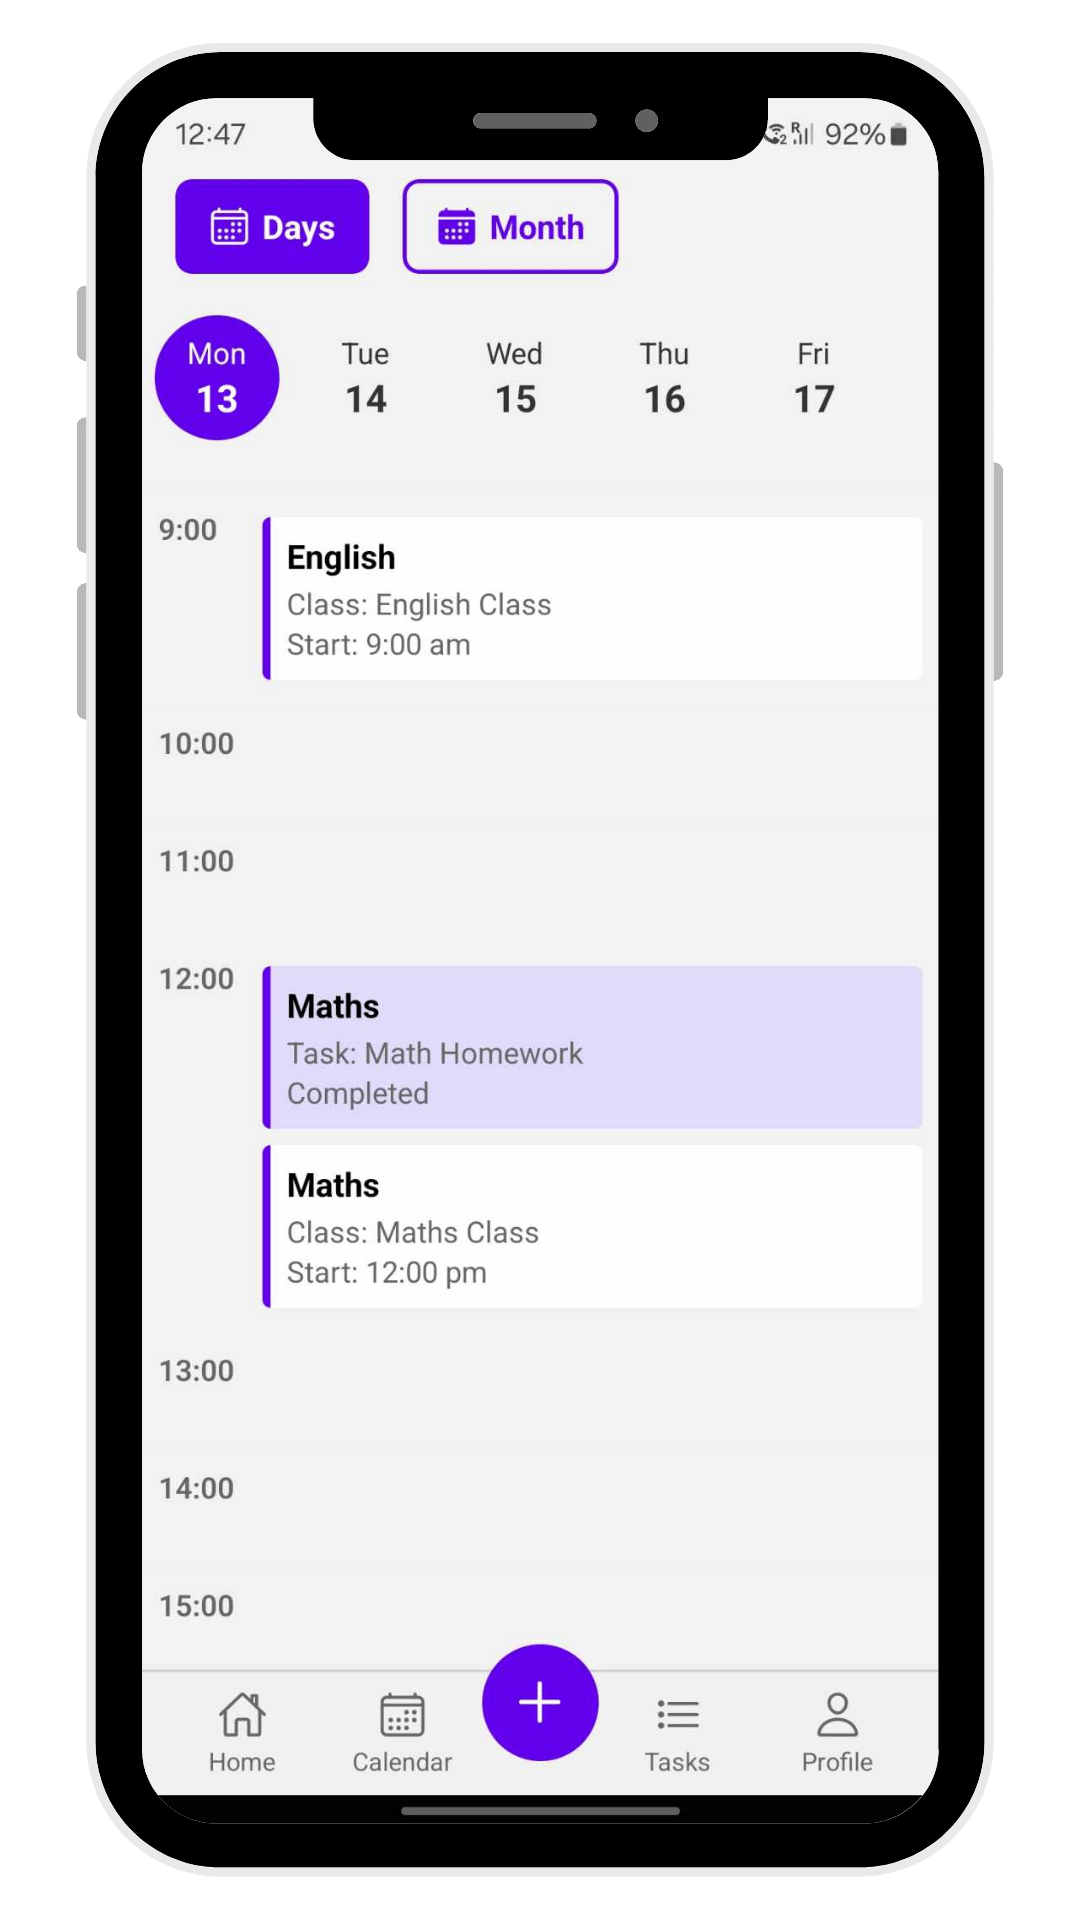 12:47
92%
Days
Month
Mon Tue Wed Thu Fri
13 14 15 16 17
9:00
English
Class: English Class
Start: 9:00 am
10:00
11:00
12:00
Maths
Task: Math Homework
Completed
Maths
Class: Maths Class
Start: 12:00 pm
13:00
14:00
15:00
Home Calendar Tasks Profile